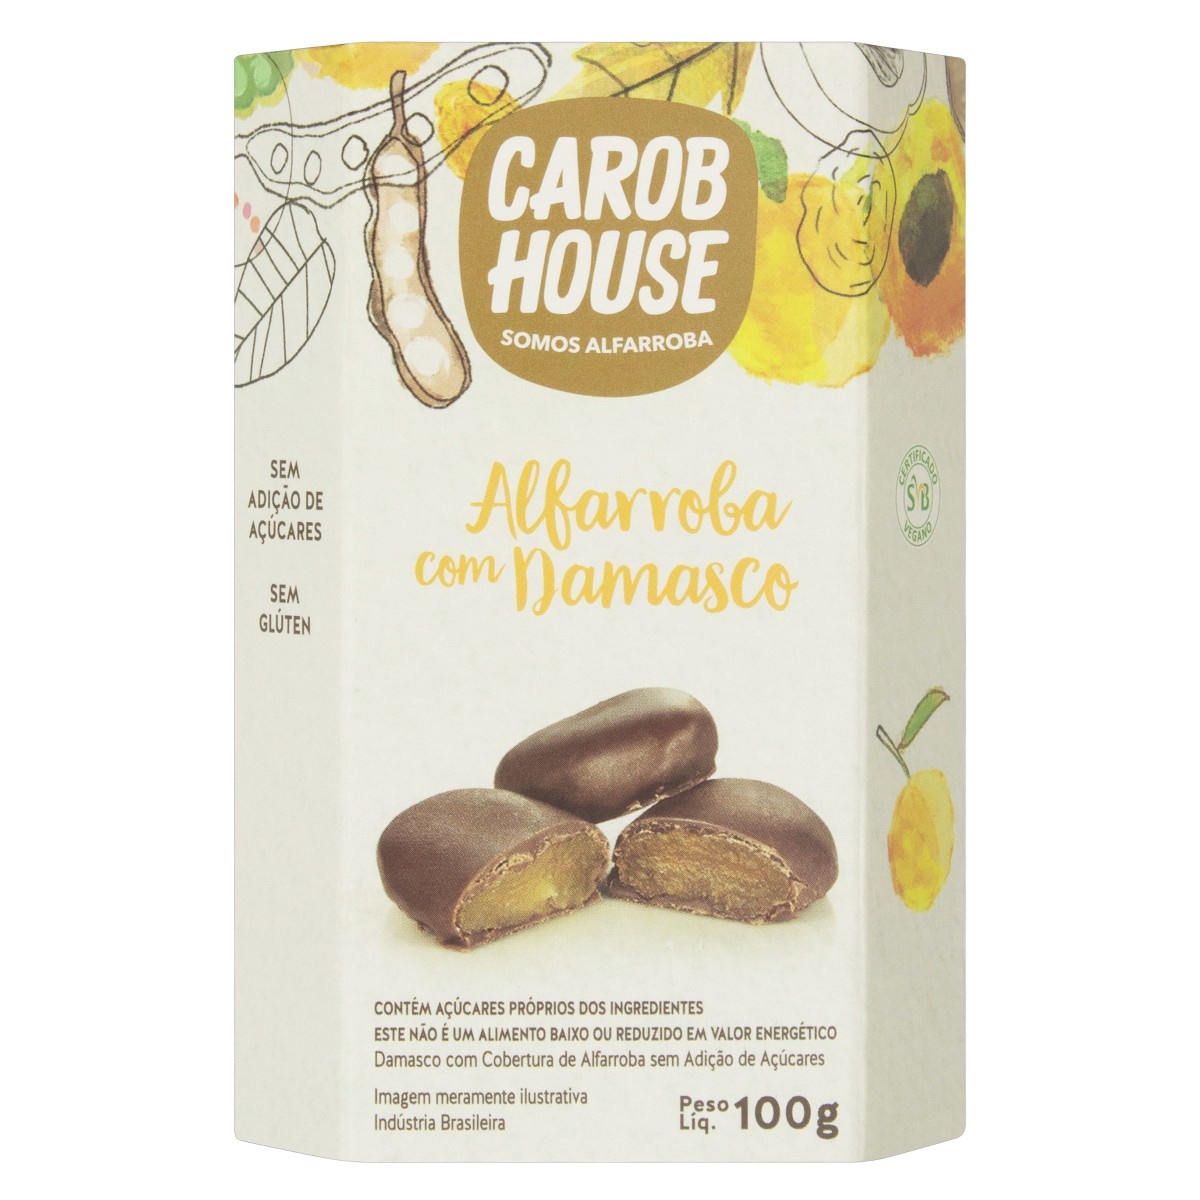 CAROB
HOUSE
SOMOS ALFARROBA
SEM
ADIÇÃO DE
AÇÚCARES
SEM
GLÚTEN
Alfarroba
com Damasco
CERTIFICADO
SVB
VEGANO
CONTÉM AÇÚCARES PRÓPRIOS DOS INGREDIENTES
ESTE NÃO É UM ALIMENTO BAIXO OU REDUZIDO EM VALOR ENERGÉTICO
Damasco com Cobertura de Alfarroba sem Adição de Açúcares
Imagem meramente ilustrativa
Indústria Brasileira
Peso
Líq. 100g